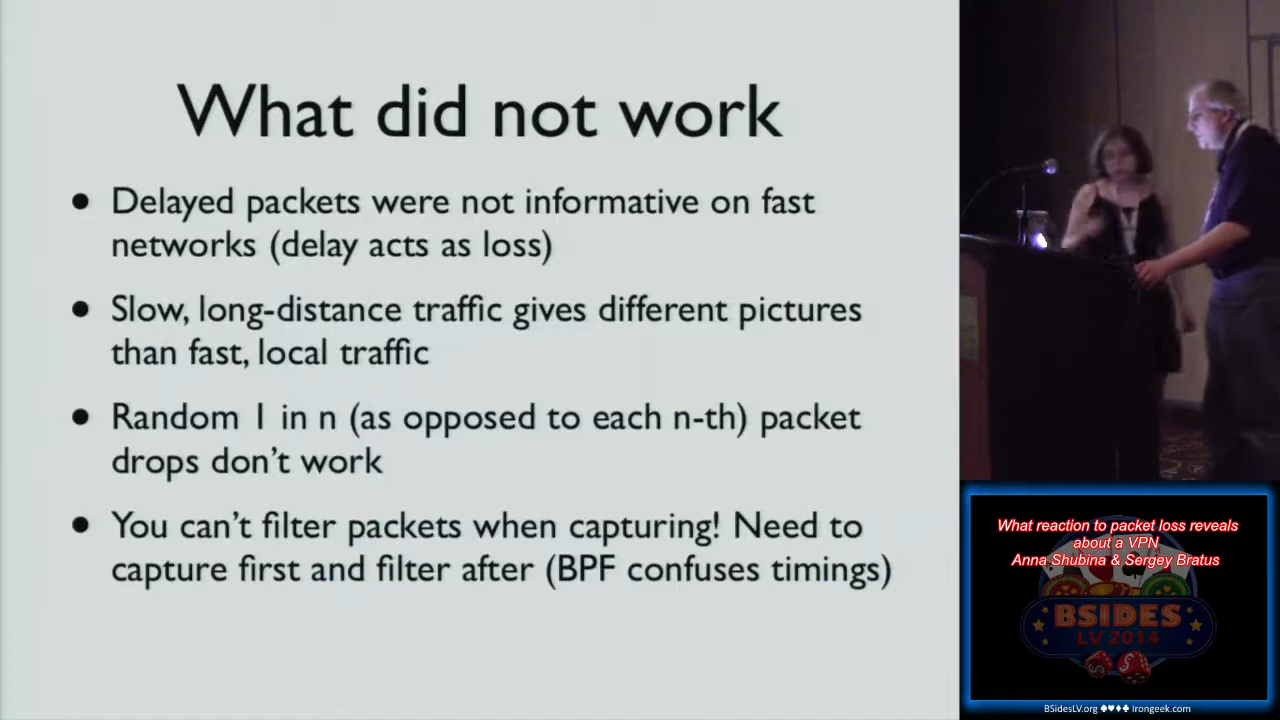 What did not work
• Delayed packets were not informative on fast
networks (delay acts as loss)
• Slow, long-distance traffic gives different pictures
than fast, local traffic
• Random 1 in n (as opposed to each n-th) packet
drops don't work
• You can't filter packets when capturing! Need to
capture first and filter after (BPF confuses timings)
What reaction to packet loss reveals
about a VPN
Anna Shubina & Sergey Bratus
BSIDES
LV 2014
BSidesLV.org ♠♥♦♣ Irongeek.com